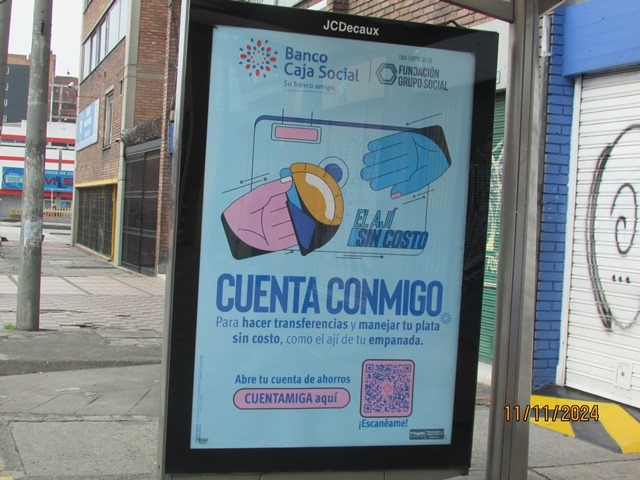 JCDecaux
Banco
Caja Social
Su banco amigo.
UNA EMPRESA DE
FUNDACIÓN
GRUPO SOCIAL
EL AJÍ
SIN COSTO
CUENTA CONMIGO
Para hacer transferencias y manejar tu plata
sin costo, como el ají de tu empanada.
Abre tu cuenta de ahorros
CUENTAMIGA aquí
¡Escanéame!
11/11/2024